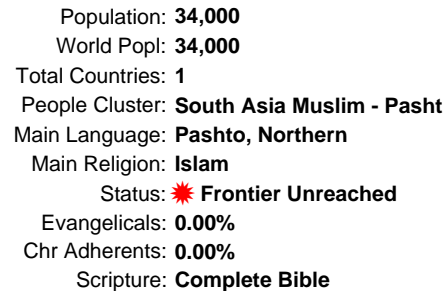 Population: 34,000
World Popl: 34,000
Total Countries: 1
People Cluster: South Asia Muslim - Pasht
Main Language: Pashto, Northern
Main Religion: Islam
Status: Frontier Unreached
Evangelicals: 0.00%
Chr Adherents: 0.00%
Scripture: Complete Bible